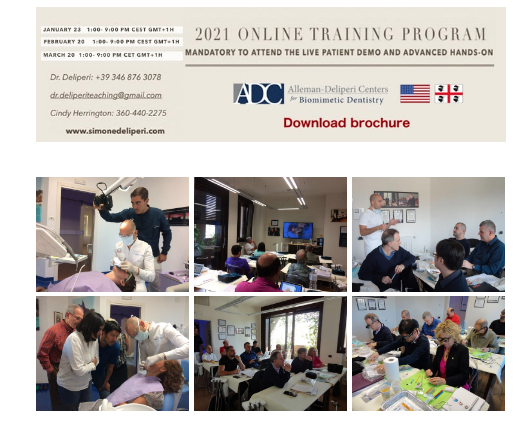 JANUARY 23 1:00- 9:00 PM CEST GMT+1H
FEBRUARY 20 1:00- 9:00 PM CEST GMT+1H
MARCH 20 1:00- 9:00 PM CET GMT+1H
Dr. Deliperi: +39 346 876 3078
dr.deliperiteaching@gmail.com
Cindy Herrington: 360-440-2275
www.simonedeliperi.com
2021 ONLINE TRAINING PROGRAM
MANDATORY TO ATTEND THE LIVE PATIENT DEMO AND ADVANCED HANDS-ON
ADC
Alleman-Deliperi Centers
for Biomimetic Dentistry
Download brochure